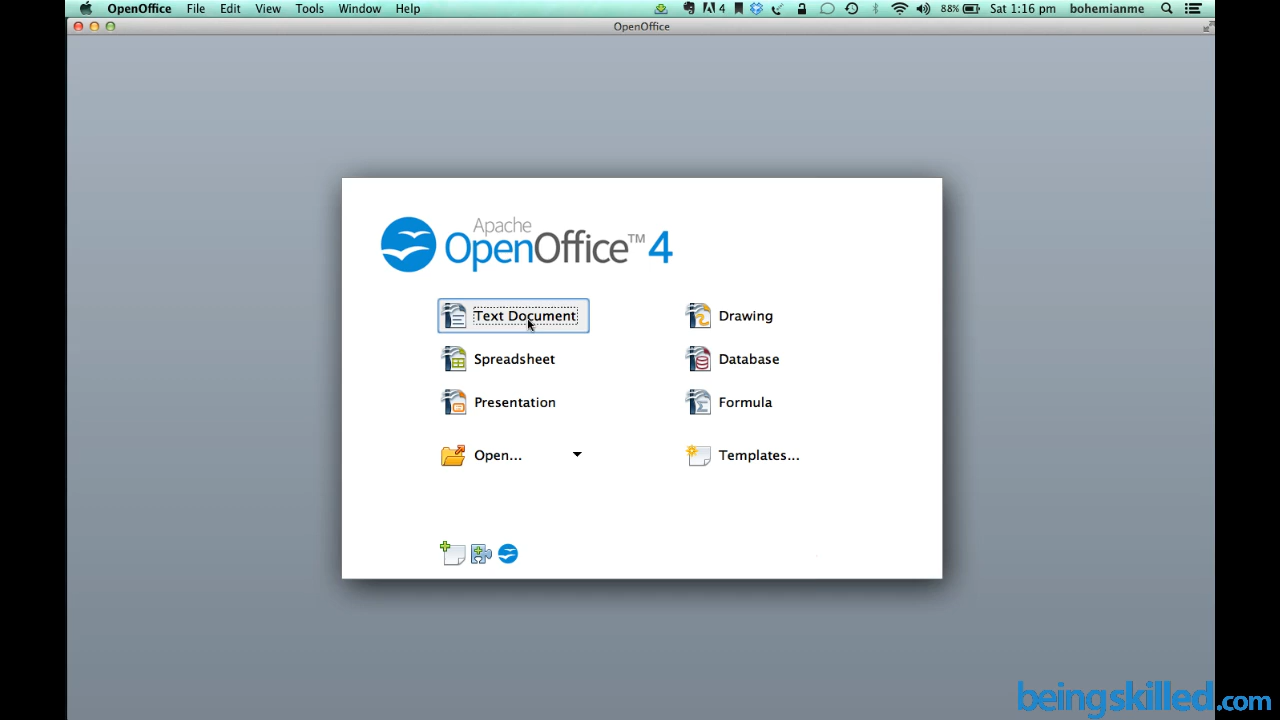 OpenOffice File Edit View Tools Window Help 4 88% Sat 1:16 pm bohemianme
OpenOffice
Apache
OpenOffice™ 4
Text Document Drawing
Spreadsheet Database
Presentation Formula
Open... Templates...
beingskilled.com